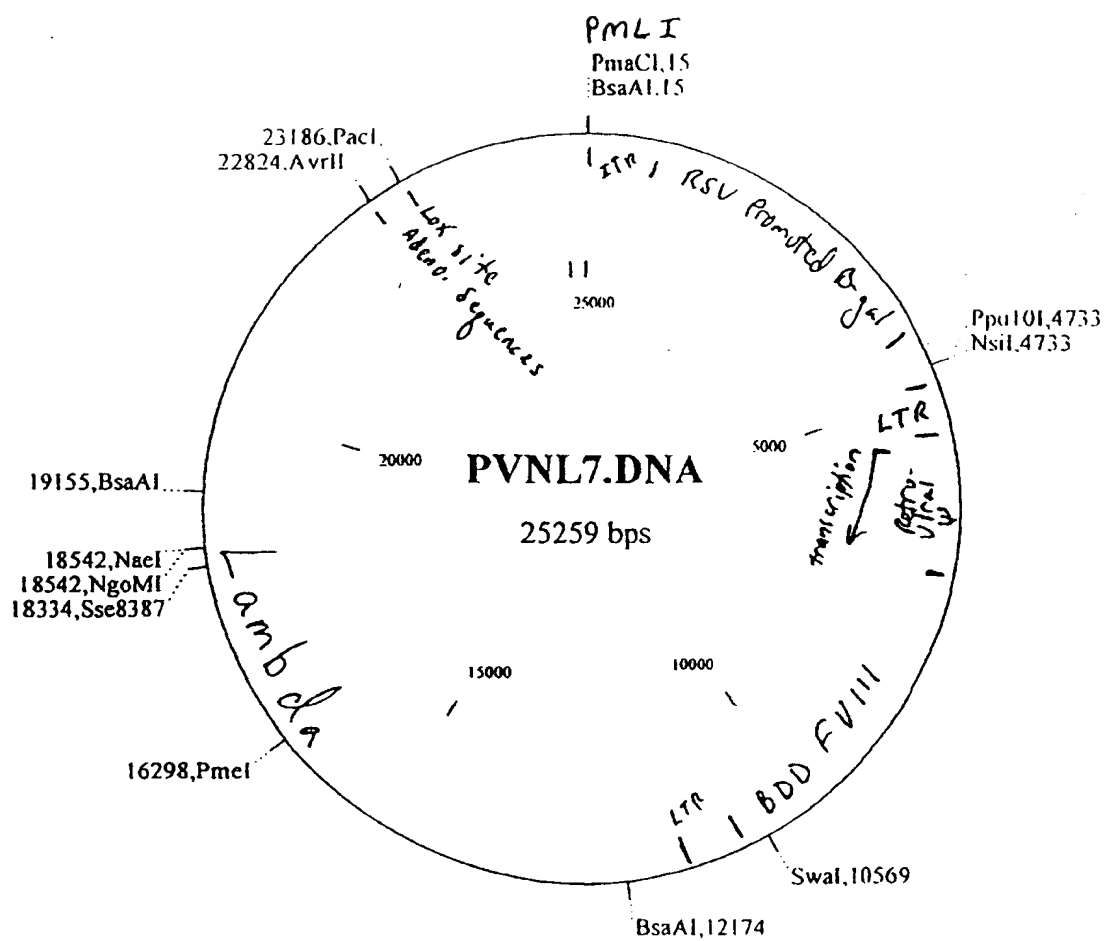 PMLI
PmaCI,15
BsaAI,15
23186,PacI
22824,AvrII
ITR
RSV Promoted B-gal
Lox site
Adeno. Sequences
25000
Ppu10I,4733
NsiI,4733
LTR
5000
20000
PVNL7.DNA
25259 bps
transcription
Retro-
viral
Ψ
19155,BsaAI
18542,NaeI
18542,NgoMI
18334,Sse8387
Lambda
15000
10000
16298,PmeI
BDD FVIII
LTR
SwaI,10569
BsaAI,12174